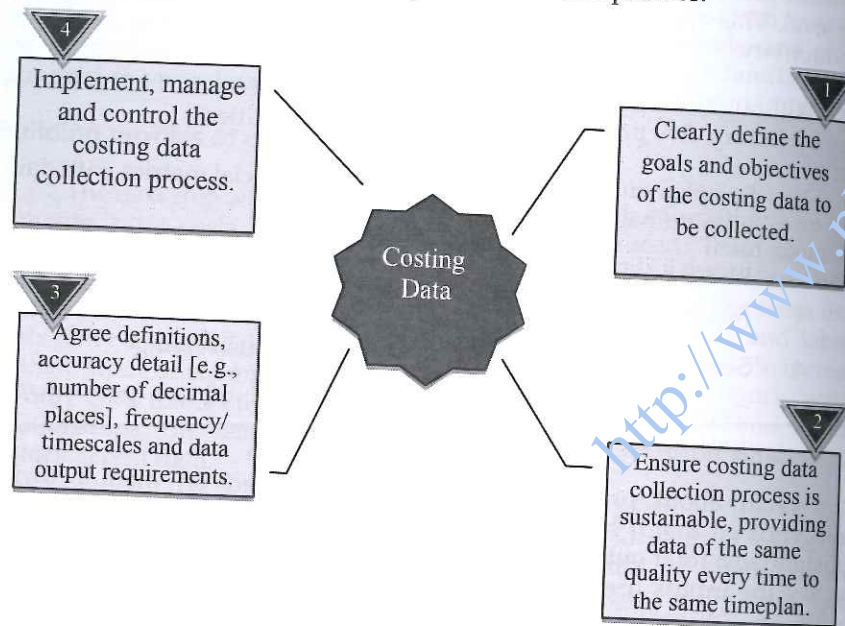 4
Implement, manage
and control the
costing data
collection process.
1
Clearly define the
goals and objectives
of the costing data to
be collected.
Costing
Data
3
Agree definitions,
accuracy detail [e.g.,
number of decimal
places], frequency/
timescales and data
output requirements.
2
Ensure costing data
collection process is
sustainable, providing
data of the same
quality every time to
the same timeplan.
http://www.